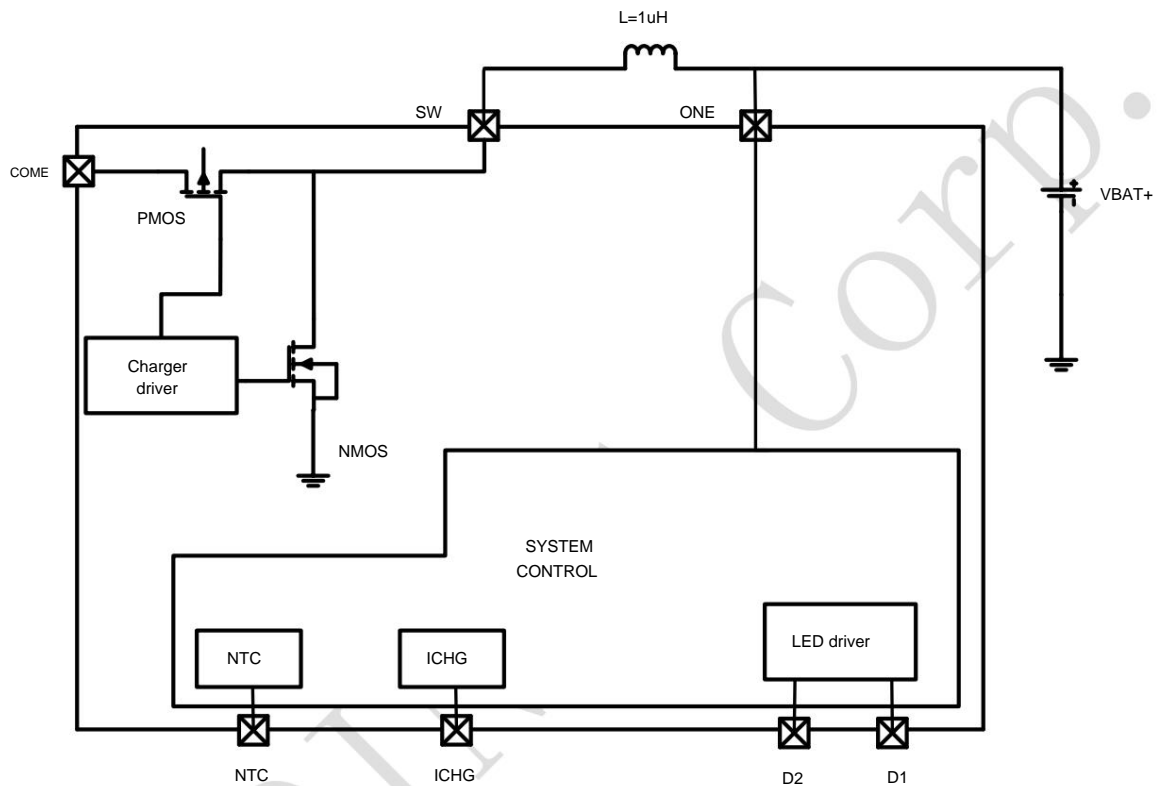 L=1uH
SW
ONE
COME
VBAT+
PMOS
Charger
driver
NMOS
SYSTEM
CONTROL
LED driver
NTC
ICHG
NTC
ICHG
D2
D1
Corp.